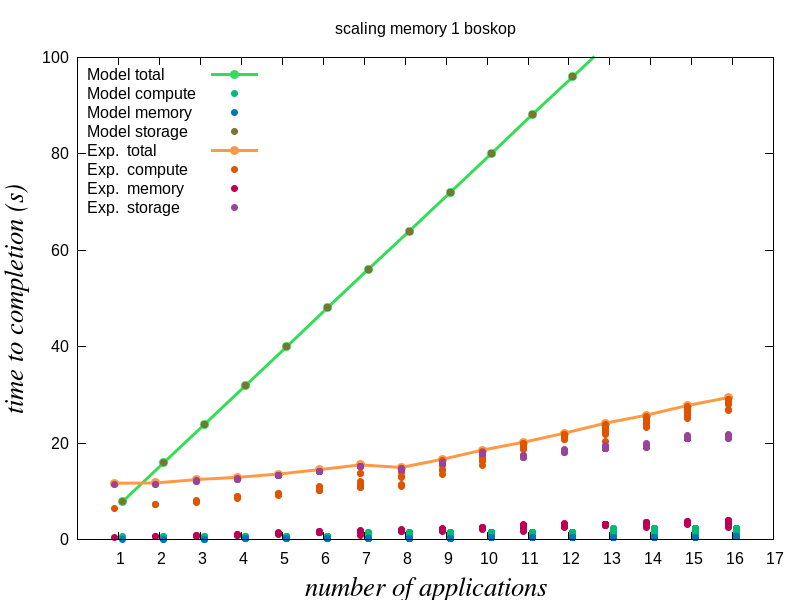 scaling memory 1 boskop
100
80
60
40
20
0
Model total
Model compute
Model memory
Model storage
Exp. total
Exp. compute
Exp. memory
Exp. storage
time to completion (s)
1 2 3 4 5 6 7 8 9 10 11 12 13 14 15 16 17
number of applications